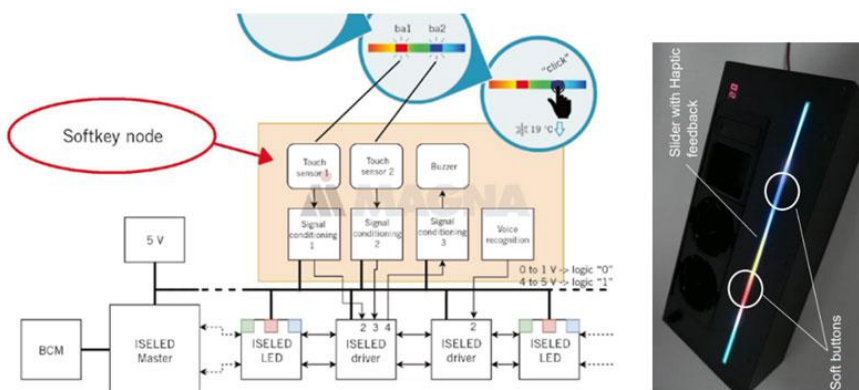 ba1 ba2
"click"
19 °C
Softkey node
Touch
sensor 1
Touch
sensor 2
Buzzer
MAGNA
Signal
conditioning
1
Signal
conditioning
2
Signal
conditioning
3
Voice
recognition
5 V
0 to 1 V -> logic "0"
4 to 5 V -> logic "1"
BCM
ISELED
Master
ISELED
LED
2 3 4
ISELED
driver
2
ISELED
driver
ISELED
LED
Slider with Haptic
feedback
Soft buttons